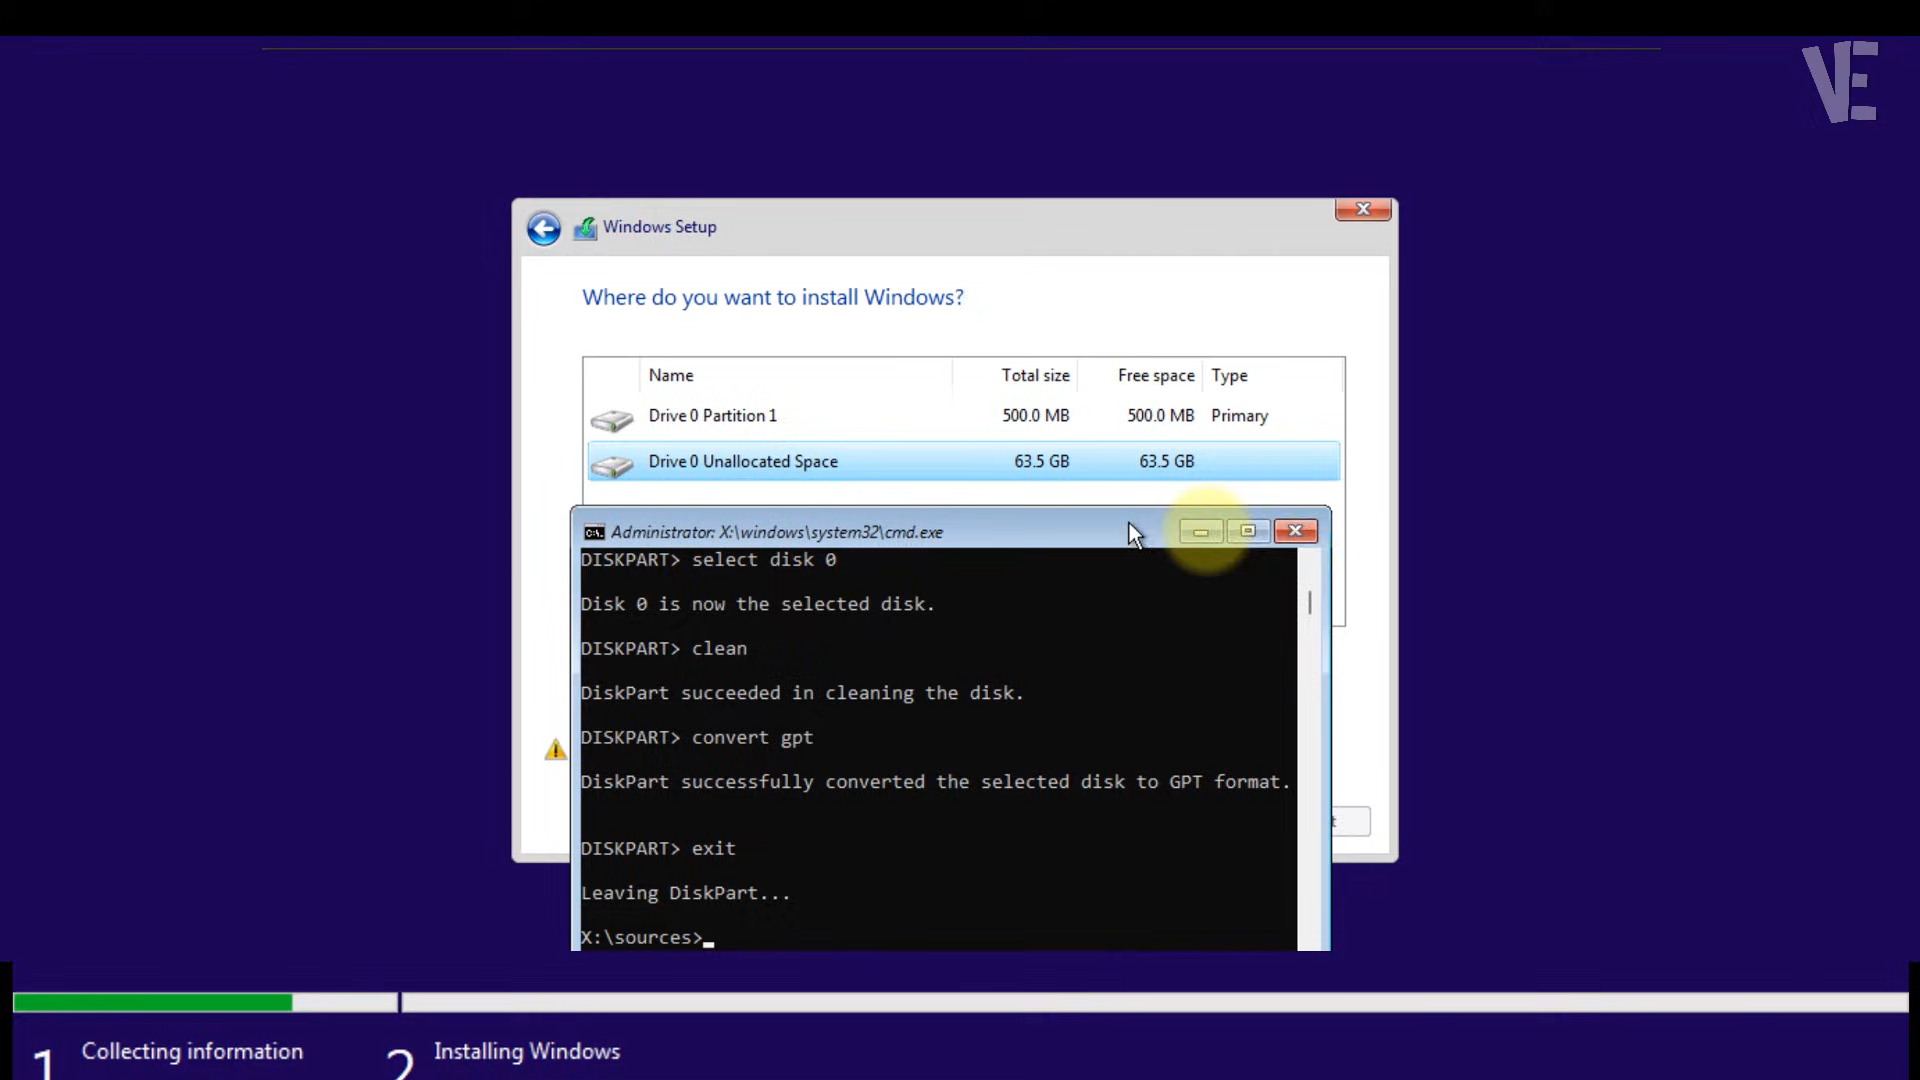 VE
Windows Setup
Where do you want to install Windows?
Name Total size Free space Type
Drive 0 Partition 1 500.0 MB 500.0 MB Primary
Drive 0 Unallocated Space 63.5 GB 63.5 GB
Administrator: X:\windows\system32\cmd.exe
DISKPART> select disk 0
Disk 0 is now the selected disk.
DISKPART> clean
DiskPart succeeded in cleaning the disk.
DISKPART> convert gpt
DiskPart successfully converted the selected disk to GPT format.
DISKPART> exit
Leaving DiskPart...
X:\sources>
1 Collecting information 2 Installing Windows